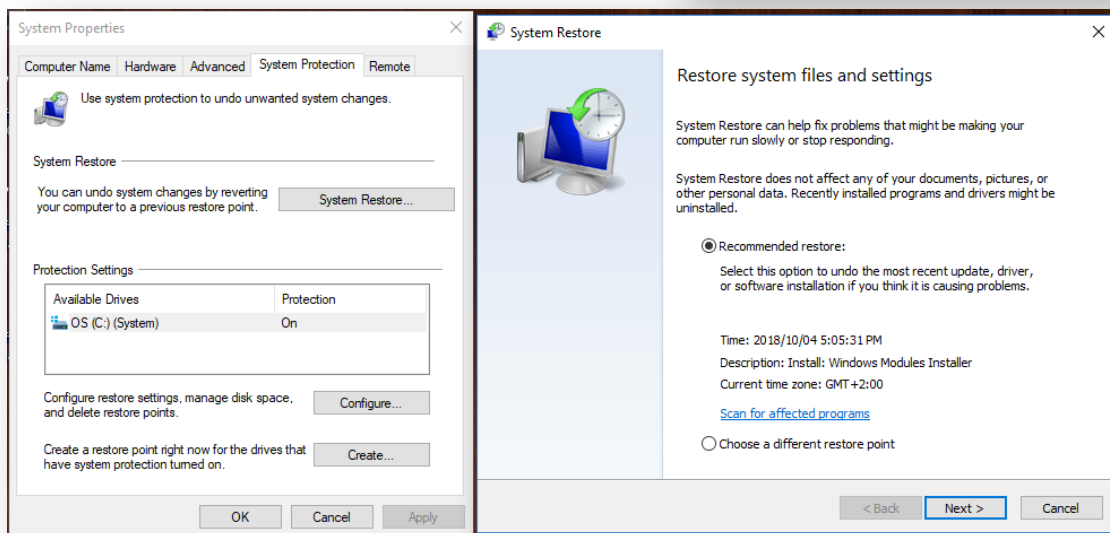 System Properties
Computer Name
Hardware
Advanced
System Protection
Remote
Use system protection to undo unwanted system changes.
System Restore
You can undo system changes by reverting
your computer to a previous restore point.
System Restore...
Protection Settings
Available Drives
Protection
OS (C:) (System)
On
Configure restore settings, manage disk space,
and delete restore points.
Configure...
Create a restore point right now for the drives that
have system protection turned on.
Create...
OK
Cancel
Apply
System Restore
Restore system files and settings
System Restore can help fix problems that might be making your
computer run slowly or stop responding.
System Restore does not affect any of your documents, pictures, or
other personal data. Recently installed programs and drivers might be
uninstalled.
Recommended restore:
Select this option to undo the most recent update, driver,
or software installation if you think it is causing problems.
Time: 2018/10/04 5:05:31 PM
Description: Install: Windows Modules Installer
Current time zone: GMT+2:00
Scan for affected programs
Choose a different restore point
< Back
Next >
Cancel